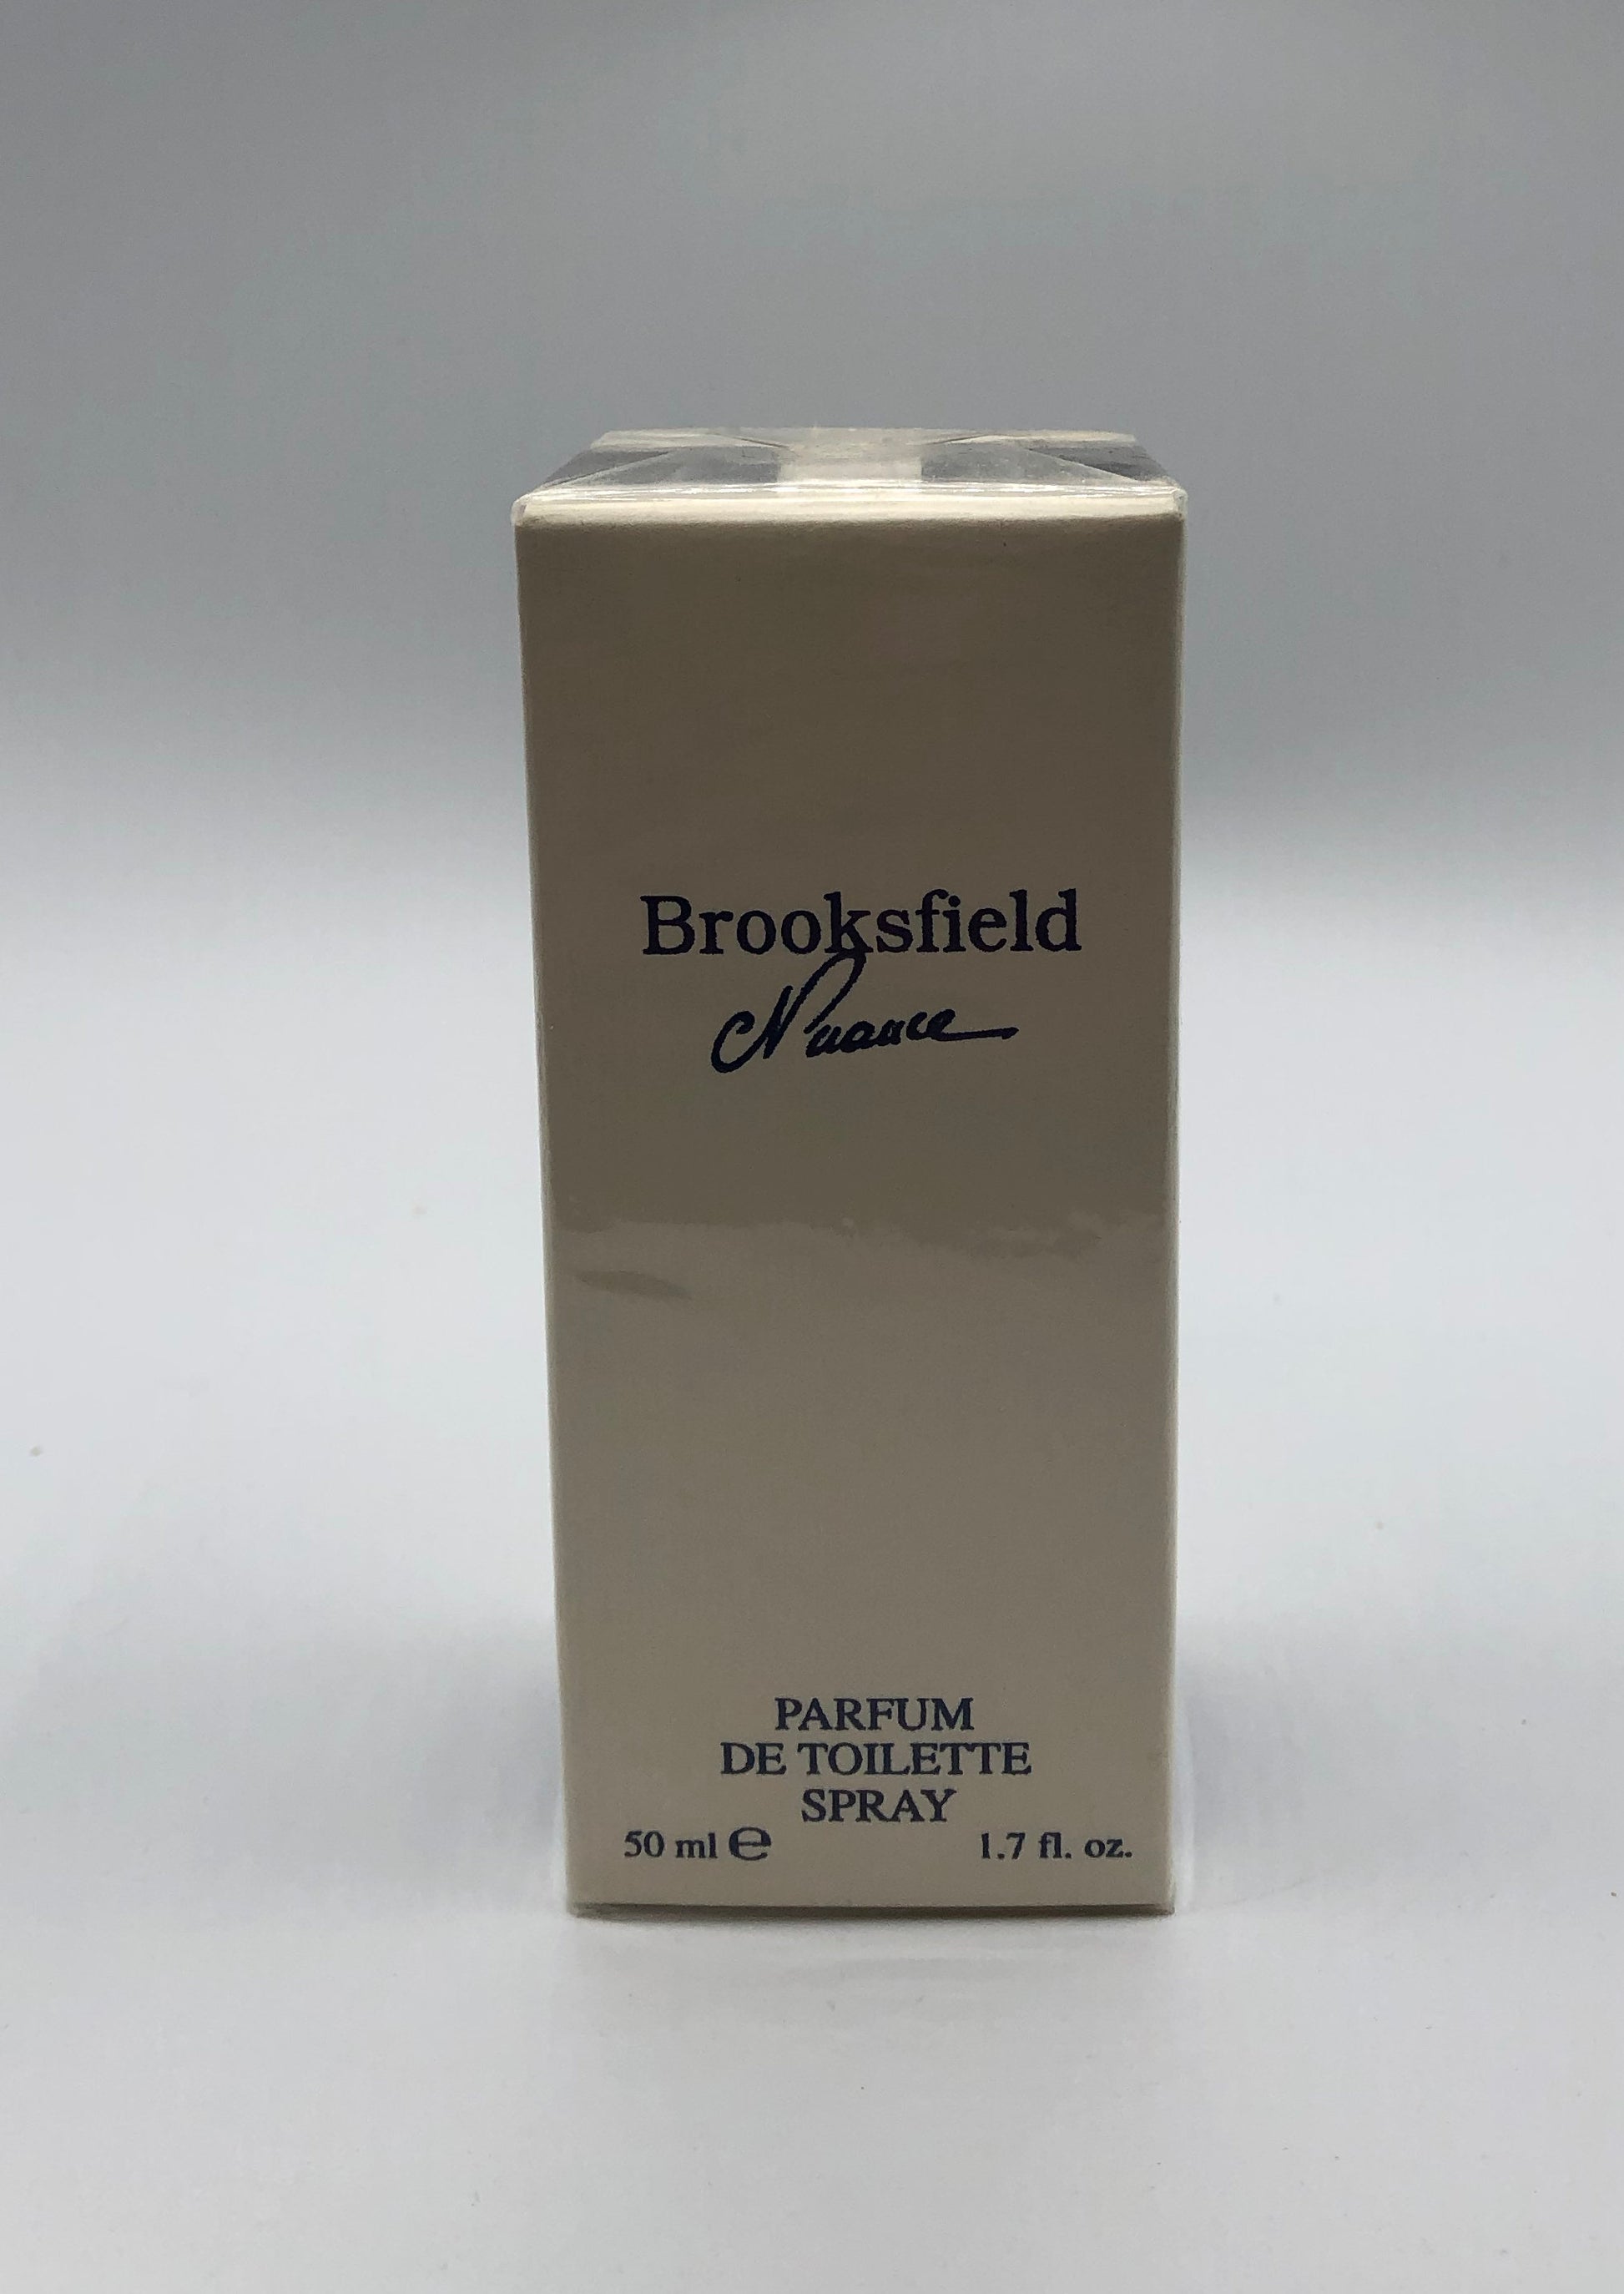 Brooksfield
Nuance
PARFUM
DE TOILETTE
SPRAY
50 ml ℮ 1.7 fl. oz.